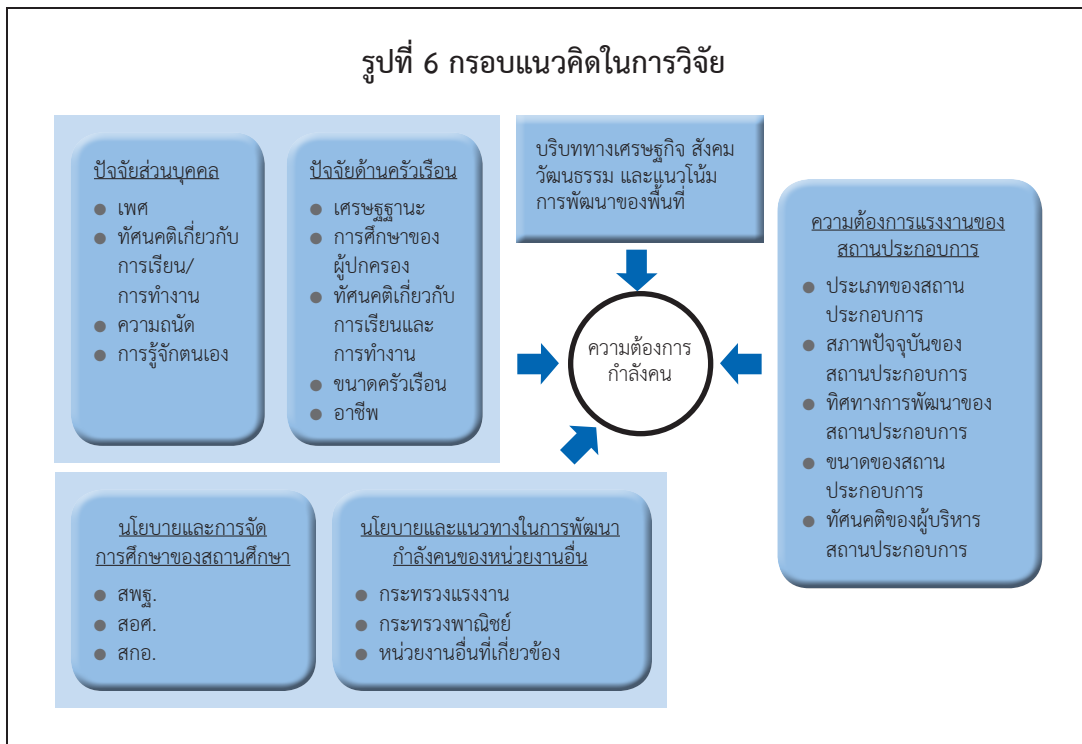 รูปที่ 6 กรอบแนวคิดในการวิจัย
ปัจจัยส่วนบุคคล
● เพศ
● ทัศนคติเกี่ยวกับ
การเรียน/
การทำงาน
● ความถนัด
● การรู้จักตนเอง
ปัจจัยด้านครัวเรือน
● เศรษฐฐานะ
● การศึกษาของ
ผู้ปกครอง
● ทัศนคติเกี่ยวกับ
การเรียนและ
การทำงาน
● ขนาดครัวเรือน
● อาชีพ
บริบททางเศรษฐกิจ สังคม
วัฒนธรรม และแนวโน้ม
การพัฒนาของพื้นที่
ความต้องการ
กำลังคน
ความต้องการแรงงานของ
สถานประกอบการ
● ประเภทของสถาน
ประกอบการ
● สภาพปัจจุบันของ
สถานประกอบการ
● ทิศทางการพัฒนาของ
สถานประกอบการ
● ขนาดของสถาน
ประกอบการ
● ทัศนคติของผู้บริหาร
สถานประกอบการ
นโยบายและการจัด
การศึกษาของสถานศึกษา
● สพฐ.
● สอศ.
● สกอ.
นโยบายและแนวทางในการพัฒนา
กำลังคนของหน่วยงานอื่น
● กระทรวงแรงงาน
● กระทรวงพาณิชย์
● หน่วยงานอื่นที่เกี่ยวข้อง